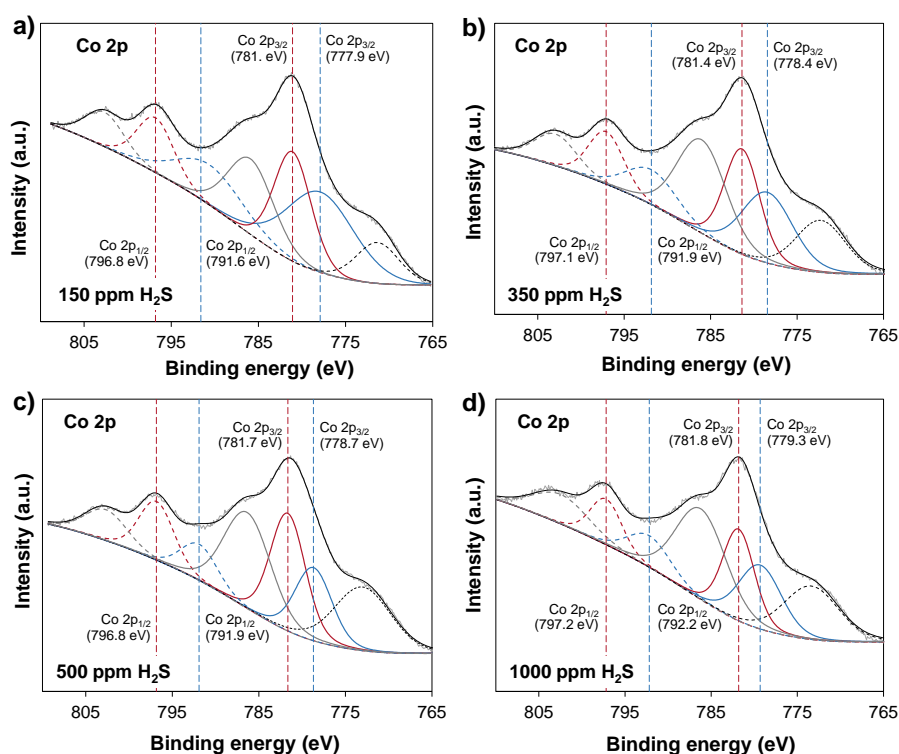 a)
Co 2p
Co 2p3/2
(781. eV)
Co 2p3/2
(777.9 eV)
Co 2p1/2
(796.8 eV)
Co 2p1/2
(791.6 eV)
150 ppm H2S
Intensity (a.u.)
805 795 785 775 765
Binding energy (eV)
b)
Co 2p
Co 2p3/2
(781.4 eV)
Co 2p3/2
(778.4 eV)
Co 2p1/2
(797.1 eV)
Co 2p1/2
(791.9 eV)
350 ppm H2S
Intensity (a.u.)
805 795 785 775 765
Binding energy (eV)
c)
Co 2p
Co 2p3/2
(781.7 eV)
Co 2p3/2
(778.7 eV)
Co 2p1/2
(796.8 eV)
Co 2p1/2
(791.9 eV)
500 ppm H2S
Intensity (a.u.)
805 795 785 775 765
Binding energy (eV)
d)
Co 2p
Co 2p3/2
(781.8 eV)
Co 2p3/2
(779.3 eV)
Co 2p1/2
(797.2 eV)
Co 2p1/2
(792.2 eV)
1000 ppm H2S
Intensity (a.u.)
805 795 785 775 765
Binding energy (eV)